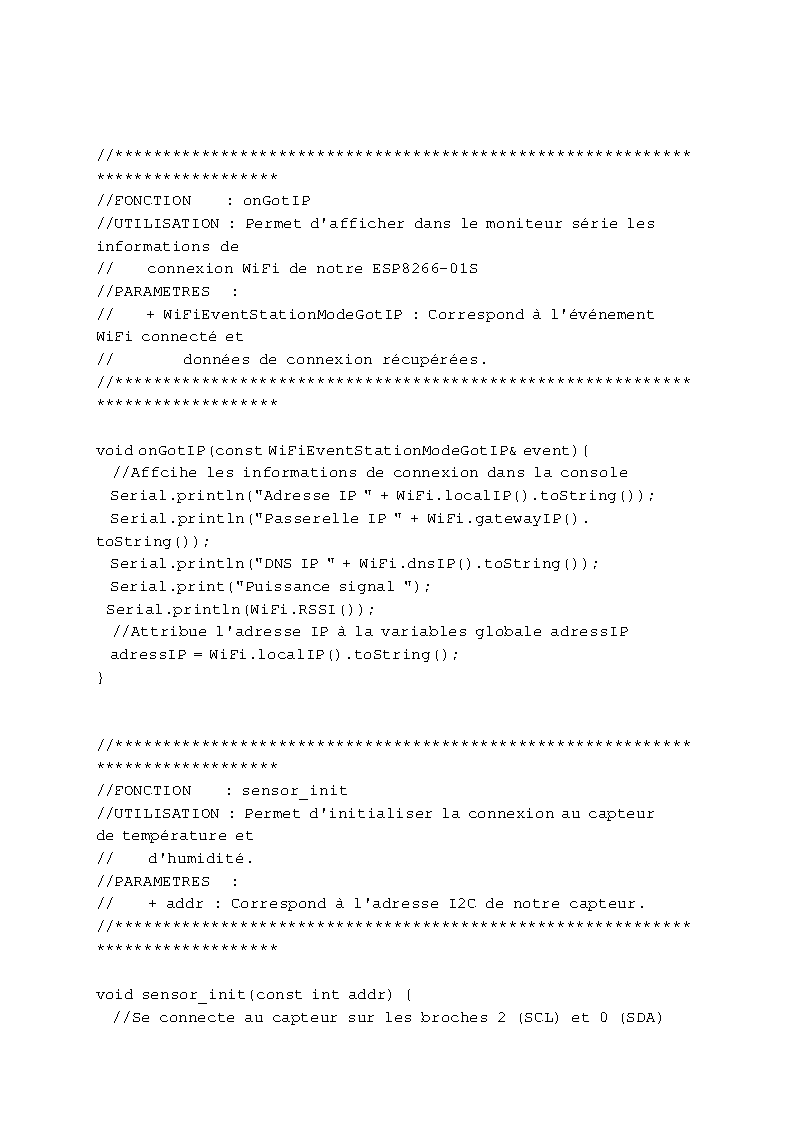 //************************************************************
*******************
//FONCTION    : onGotIP
//UTILISATION : Permet d'afficher dans le moniteur série les
informations de
//    connexion WiFi de notre ESP8266-01S
//PARAMETRES  :
//    + WiFiEventStationModeGotIP : Correspond à l'événement
WiFi connecté et
//        données de connexion récupérées.
//************************************************************
*******************
void onGotIP(const WiFiEventStationModeGotIP& event){
  //Affcihe les informations de connexion dans la console
  Serial.println("Adresse IP " + WiFi.localIP().toString());
  Serial.println("Passerelle IP " + WiFi.gatewayIP().
toString());
  Serial.println("DNS IP " + WiFi.dnsIP().toString());
  Serial.print("Puissance signal ");
  Serial.println(WiFi.RSSI());
  //Attribue l'adresse IP à la variables globale adressIP
  adressIP = WiFi.localIP().toString();
}
//************************************************************
*******************
//FONCTION    : sensor_init
//UTILISATION : Permet d'initialiser la connexion au capteur
de température et
//    d'humidité.
//PARAMETRES  :
//    + addr : Correspond à l'adresse I2C de notre capteur.
//************************************************************
*******************
void sensor_init(const int addr) {
  //Se connecte au capteur sur les broches 2 (SCL) et 0 (SDA)